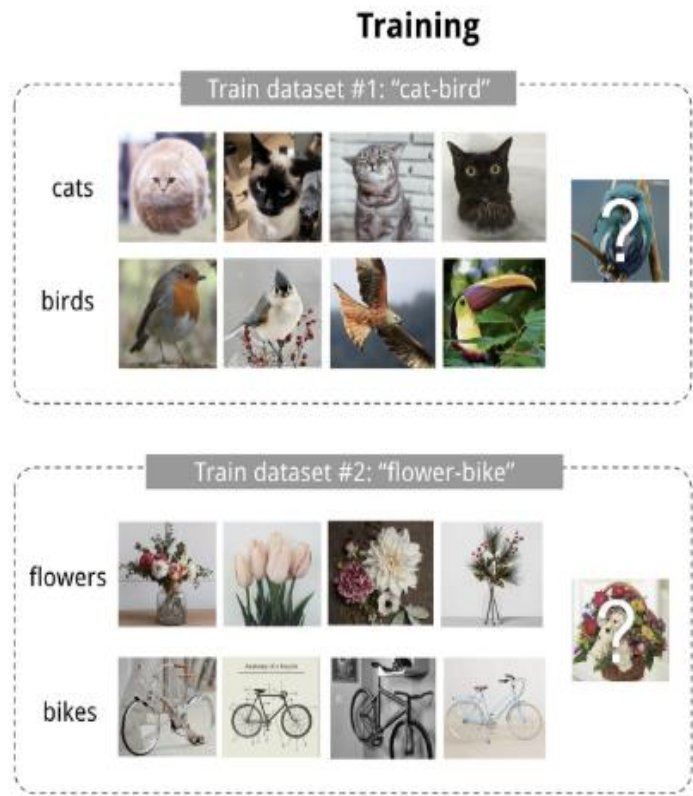 Training
Train dataset #1: “cat-bird”
cats
?
birds
Train dataset #2: “flower-bike”
flowers
?
bikes